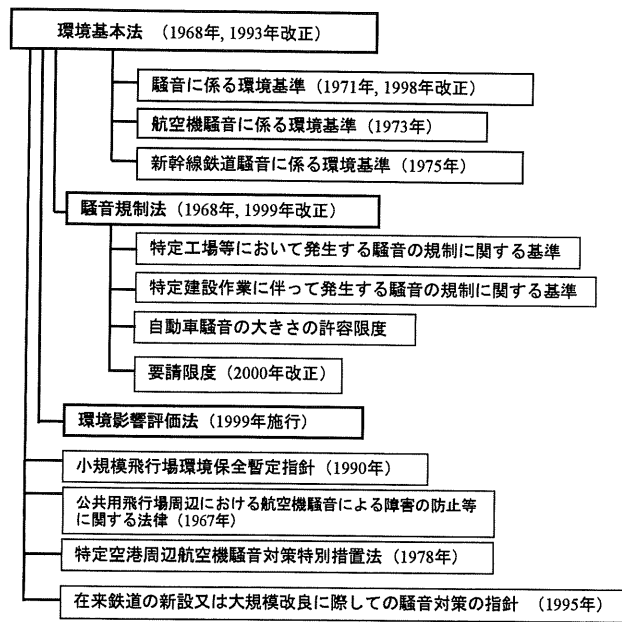 環境基本法 (1968年, 1993年改正)
騒音に係る環境基準 (1971年, 1998年改正)
航空機騒音に係る環境基準 (1973年)
新幹線鉄道騒音に係る環境基準 (1975年)
騒音規制法 (1968年, 1999年改正)
特定工場等において発生する騒音の規制に関する基準
特定建設作業に伴って発生する騒音の規制に関する基準
自動車騒音の大きさの許容限度
要請限度 (2000年改正)
環境影響評価法 (1999年施行)
小規模飛行場環境保全暫定指針 (1990年)
公共用飛行場周辺における航空機騒音による障害の防止等
に関する法律 (1967年)
特定空港周辺航空機騒音対策特別措置法 (1978年)
在来鉄道の新設又は大規模改良に際しての騒音対策の指針 (1995年)